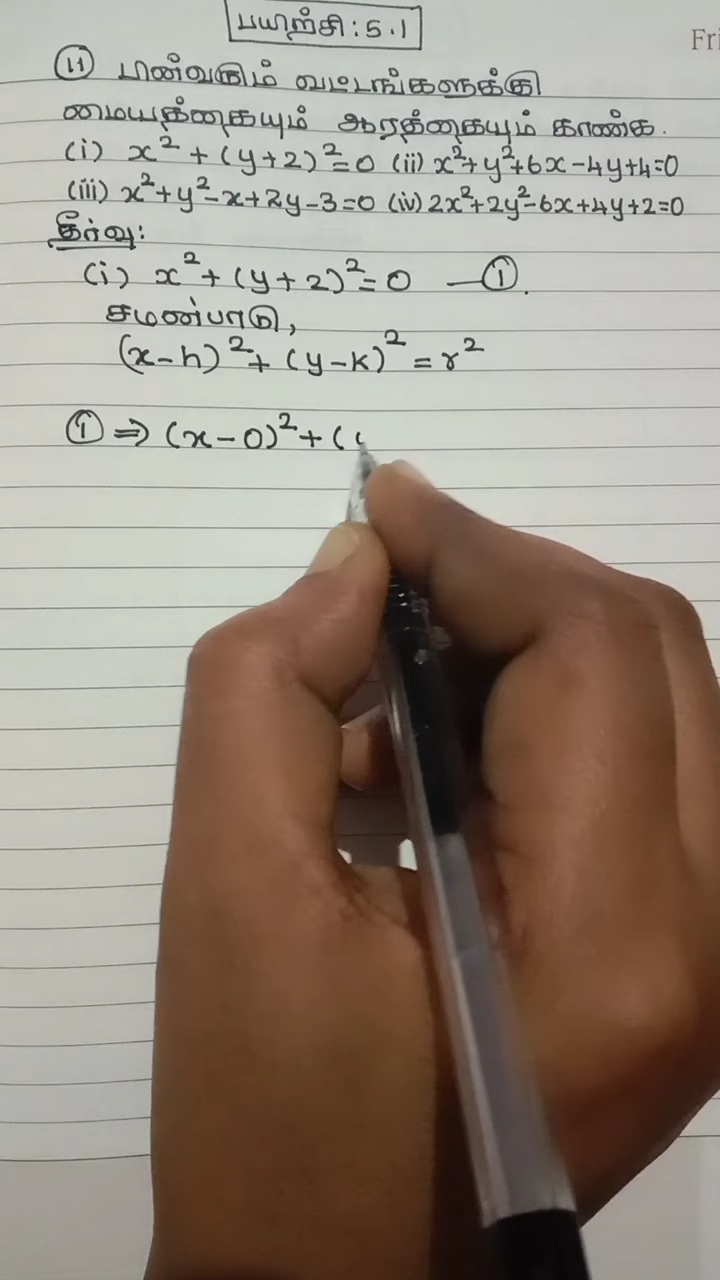 பயிற்சி: 5.1
Fri
11 பின்வரும் வட்டங்களுக்கு
மையத்தையும் ஆரத்தையும் காண்க.
(i) x² + (y+2)² = 0 (ii) x²+y²+6x-4y+4=0
(iii) x²+y²-x+2y-3=0 (iv) 2x²+2y²-6x+4y+2=0
தீர்வு:
(i) x² + (y+2)² = 0 — ①.
சமன்பாடு,
(x-h)² + (y-k)² = r²
① ⇒ (x-0)² + (